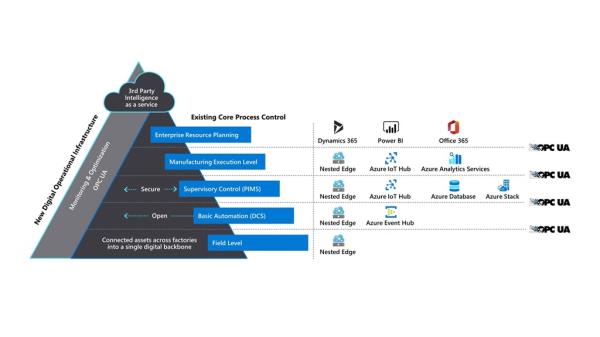 3rd Party
Intelligence
as a service
New Digital Operational Infrastructure
Monitoring & Optimization
OPC UA
Existing Core Process Control
Enterprise Resource Planning
Dynamics 365
Power BI
Office 365
OPC UA
Manufacturing Execution Level
Nested Edge
Azure IoT Hub
Azure Analytics Services
OPC UA
Secure
Supervisory Control (PIMS)
Nested Edge
Azure IoT Hub
Azure Database
Azure Stack
OPC UA
Open
Basic Automation (DCS)
Nested Edge
Azure Event Hub
OPC UA
Connected assets across factories
into a single digital backbone
Field Level
Nested Edge